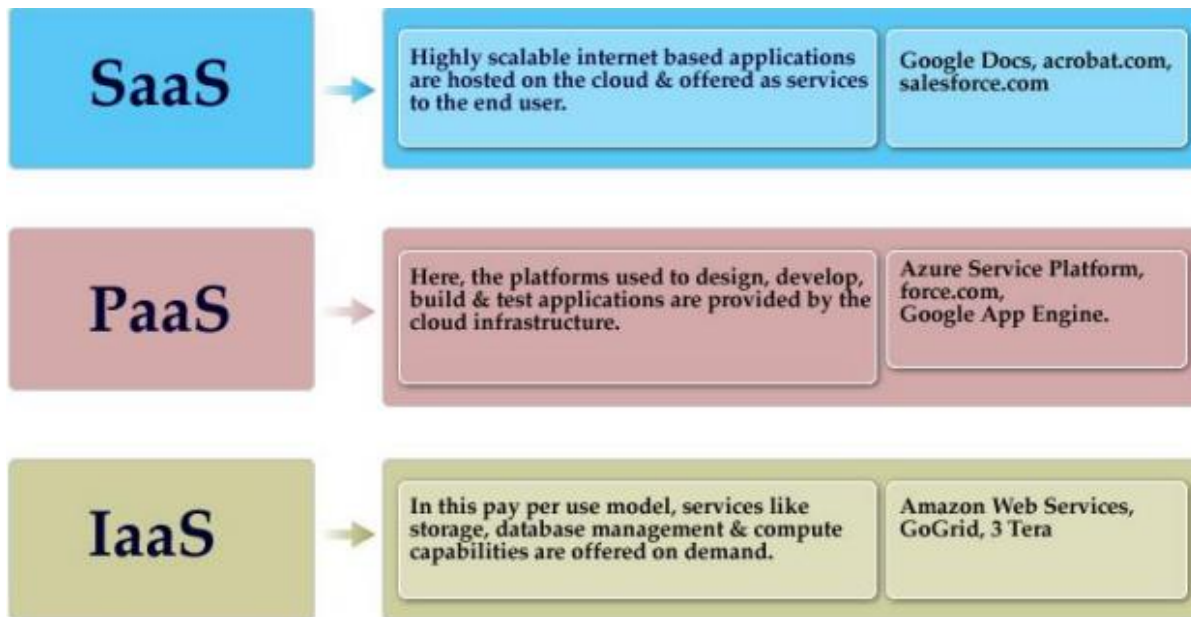 SaaS
Highly scalable internet based applications
are hosted on the cloud & offered as services
to the end user.
Google Docs, acrobat.com,
salesforce.com
PaaS
Here, the platforms used to design, develop,
build & test applications are provided by the
cloud infrastructure.
Azure Service Platform,
force.com,
Google App Engine.
IaaS
In this pay per use model, services like
storage, database management & compute
capabilities are offered on demand.
Amazon Web Services,
GoGrid, 3 Tera